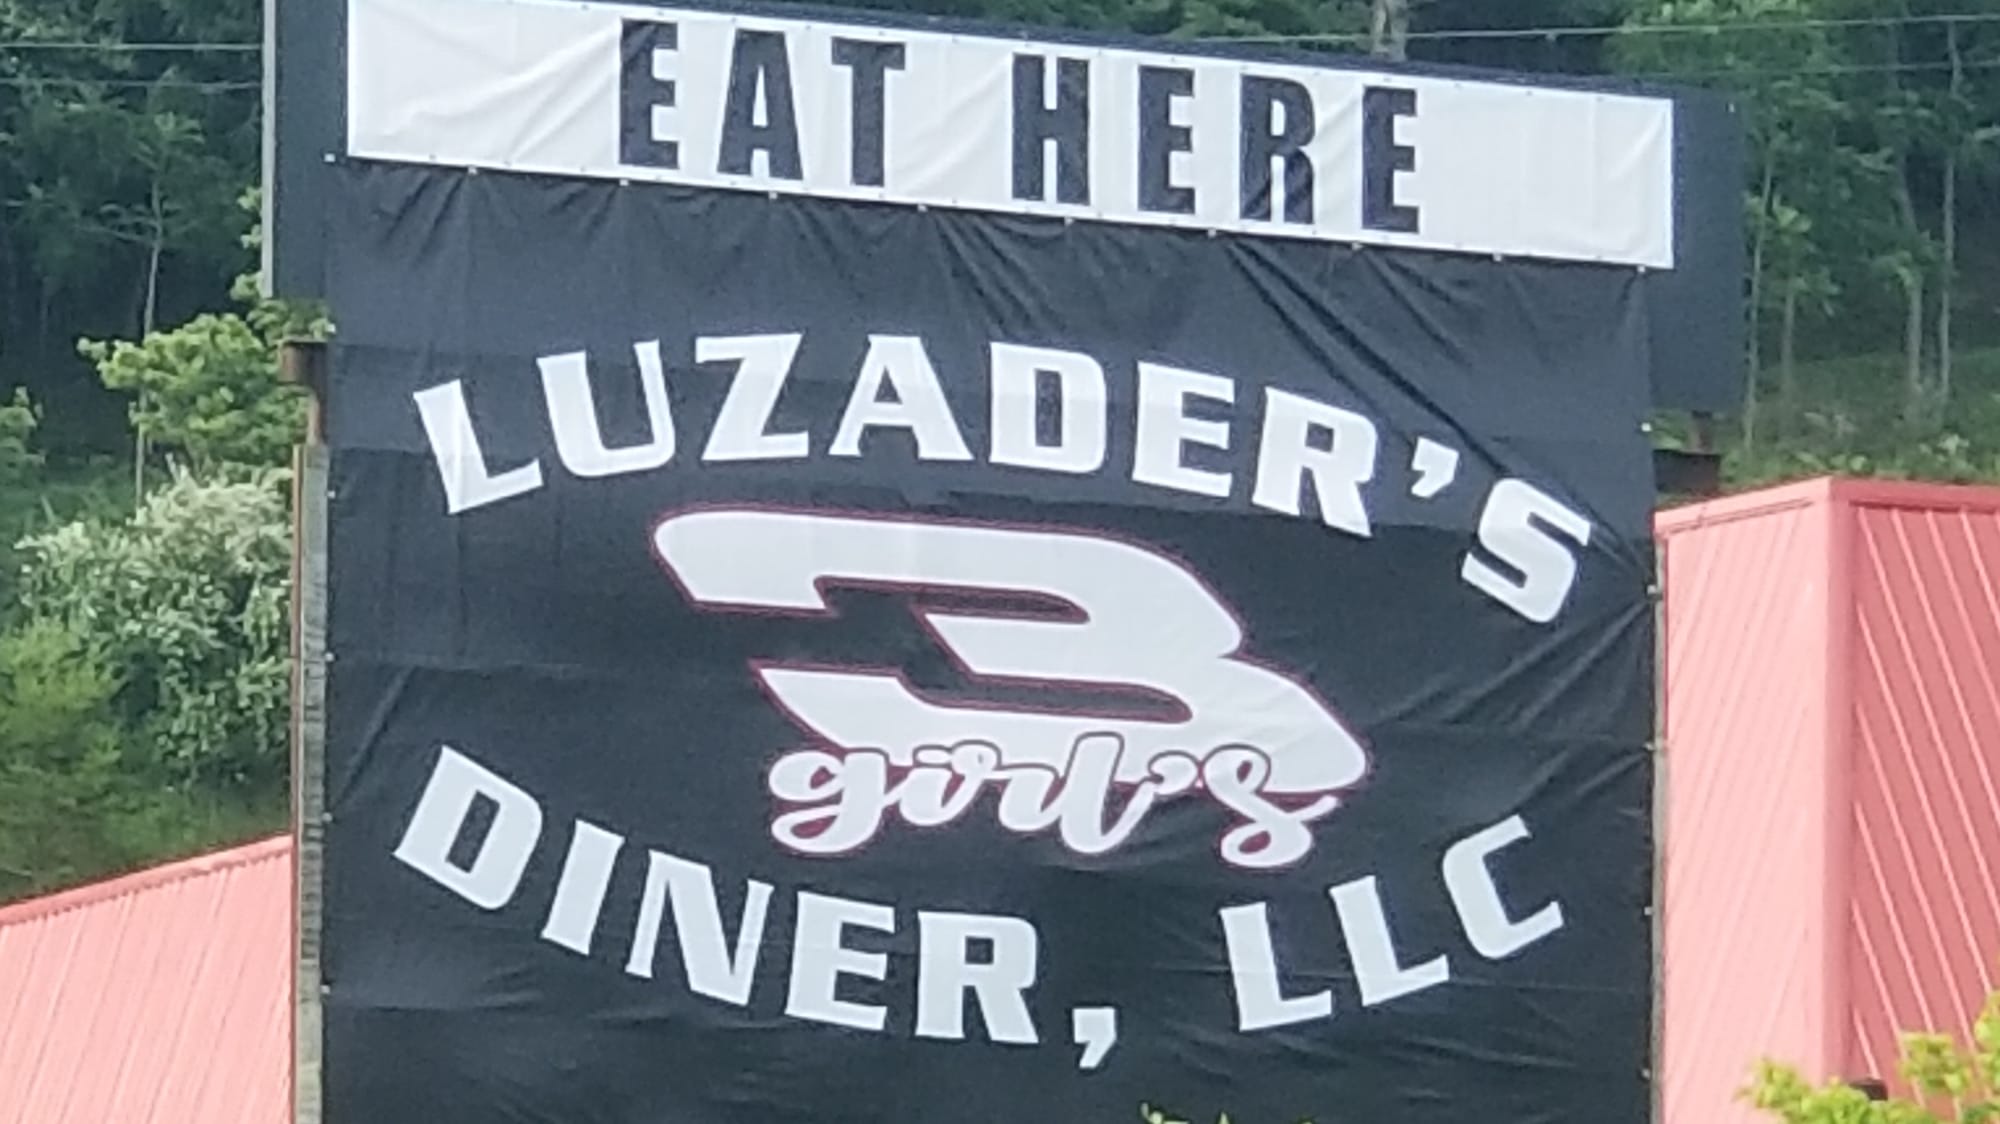 EAT HERE
LUZADER'S
3
girl's
DINER, LLC